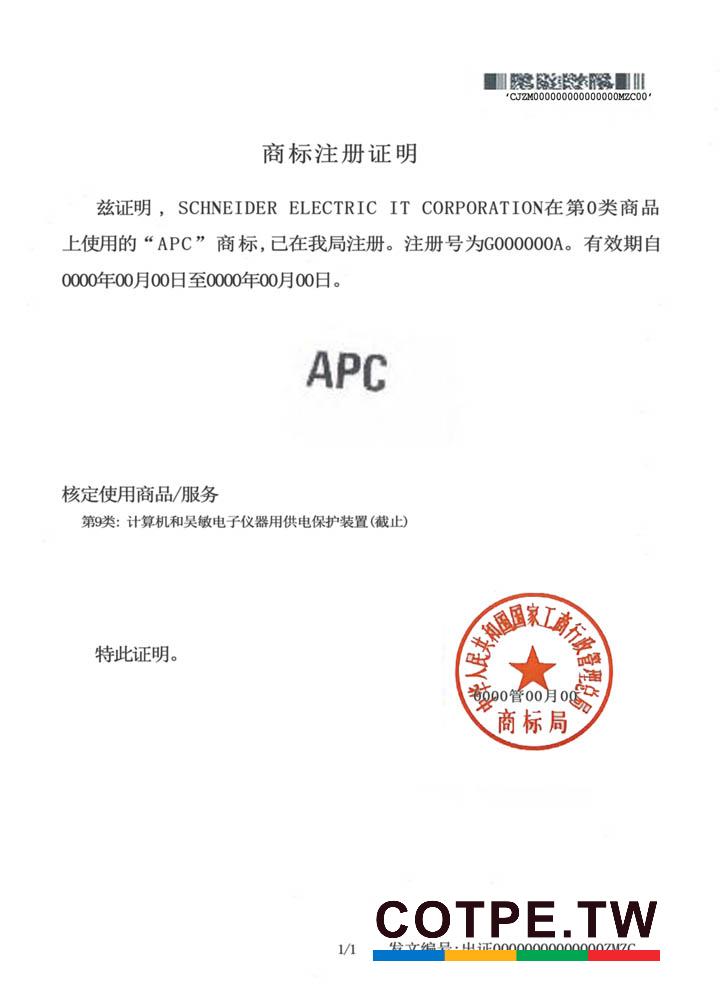 ‘CJZM000000000000000MZC00‘
商标注册证明
兹证明，SCHNEIDER ELECTRIC IT CORPORATION在第0类商品
上使用的“APC”商标,已在我局注册。注册号为G000000A。有效期自
0000年00月00日至0000年00月00日。
APC
核定使用商品/服务
第9类: 计算机和吴敏电子仪器用供电保护装置(截止)
特此证明。
中华人民共和国国家工商行政管理总局
0000管00月00
商标局
COTPE.TW
1/1 发文编号:出证00000000000000ZMZC